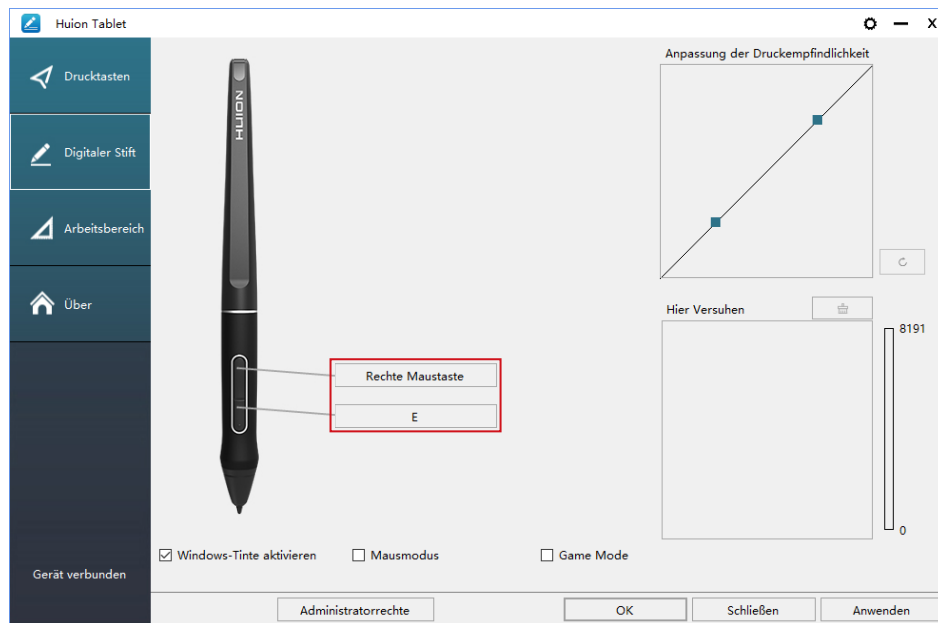 Huion Tablet
Drucktasten
Digitaler Stift
Arbeitsbereich
Über
Gerät verbunden
HUION
Rechte Maustaste
E
Anpassung der Druckempfindlichkeit
Hier Versuhen
8191
0
Windows-Tinte aktivieren
Mausmodus
Game Mode
Administratorrechte
OK
Schließen
Anwenden